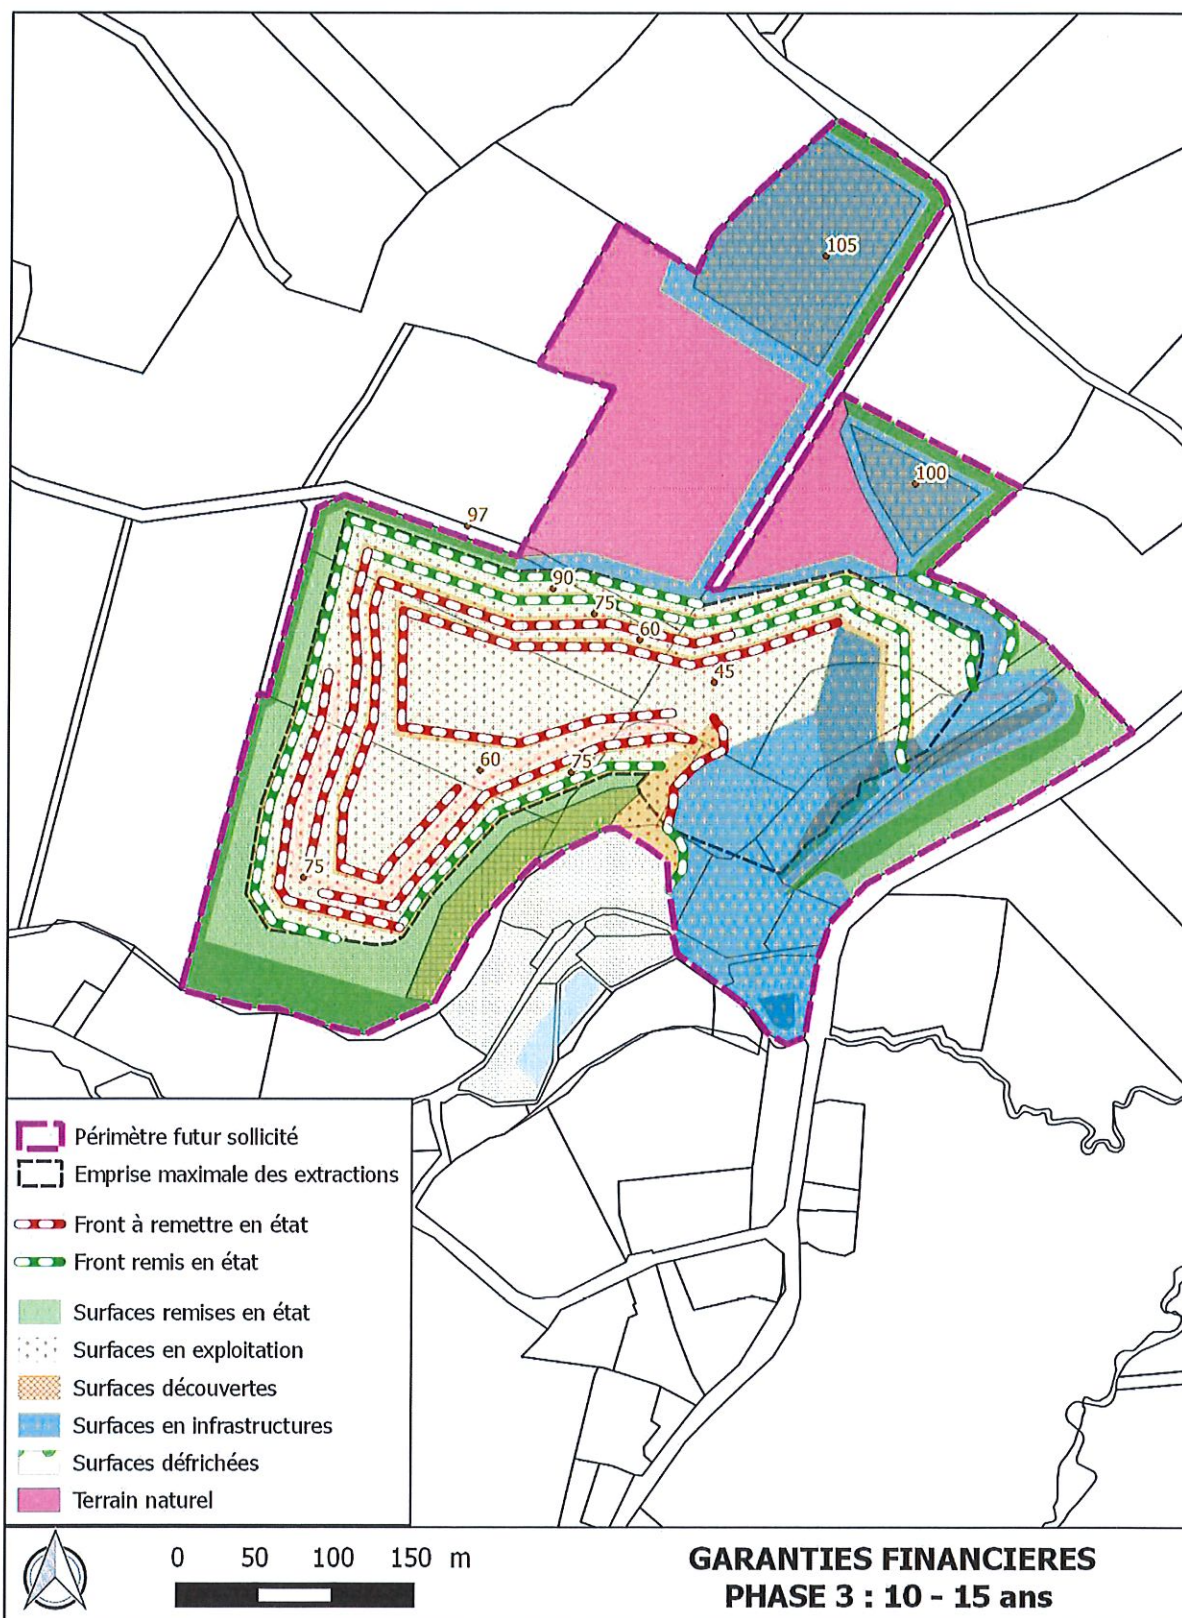 105
100
97
90
75
60
45
60
75
75
Périmètre futur sollicité
Emprise maximale des extractions
Front à remettre en état
Front remis en état
Surfaces remises en état
Surfaces en exploitation
Surfaces découvertes
Surfaces en infrastructures
Surfaces défrichées
Terrain naturel
0 50 100 150 m
GARANTIES FINANCIERES
PHASE 3 : 10 - 15 ans